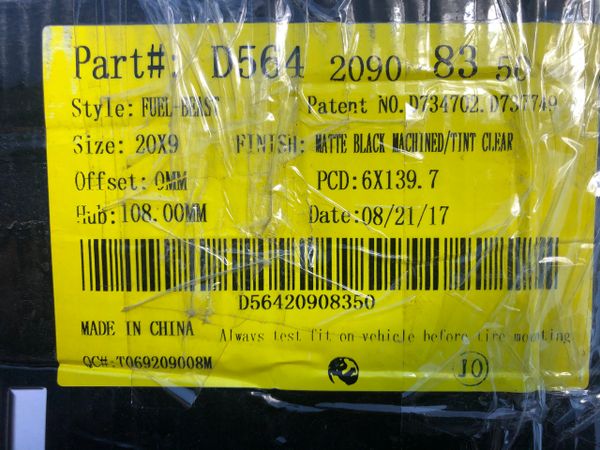 Part#: D564 2090 83 50
Style: FUEL-BEAST Patent NO. D734702. D737749
Size: 20X9 FINISH: MATTE BLACK MACHINED/TINT CLEAR
Offset: 0MM PCD:6X139.7
Hub:108.00MM Date:08/21/17
D56420908350
MADE IN CHINA Always test fit on vehicle before tire mounting
QC#:T069209008M JO